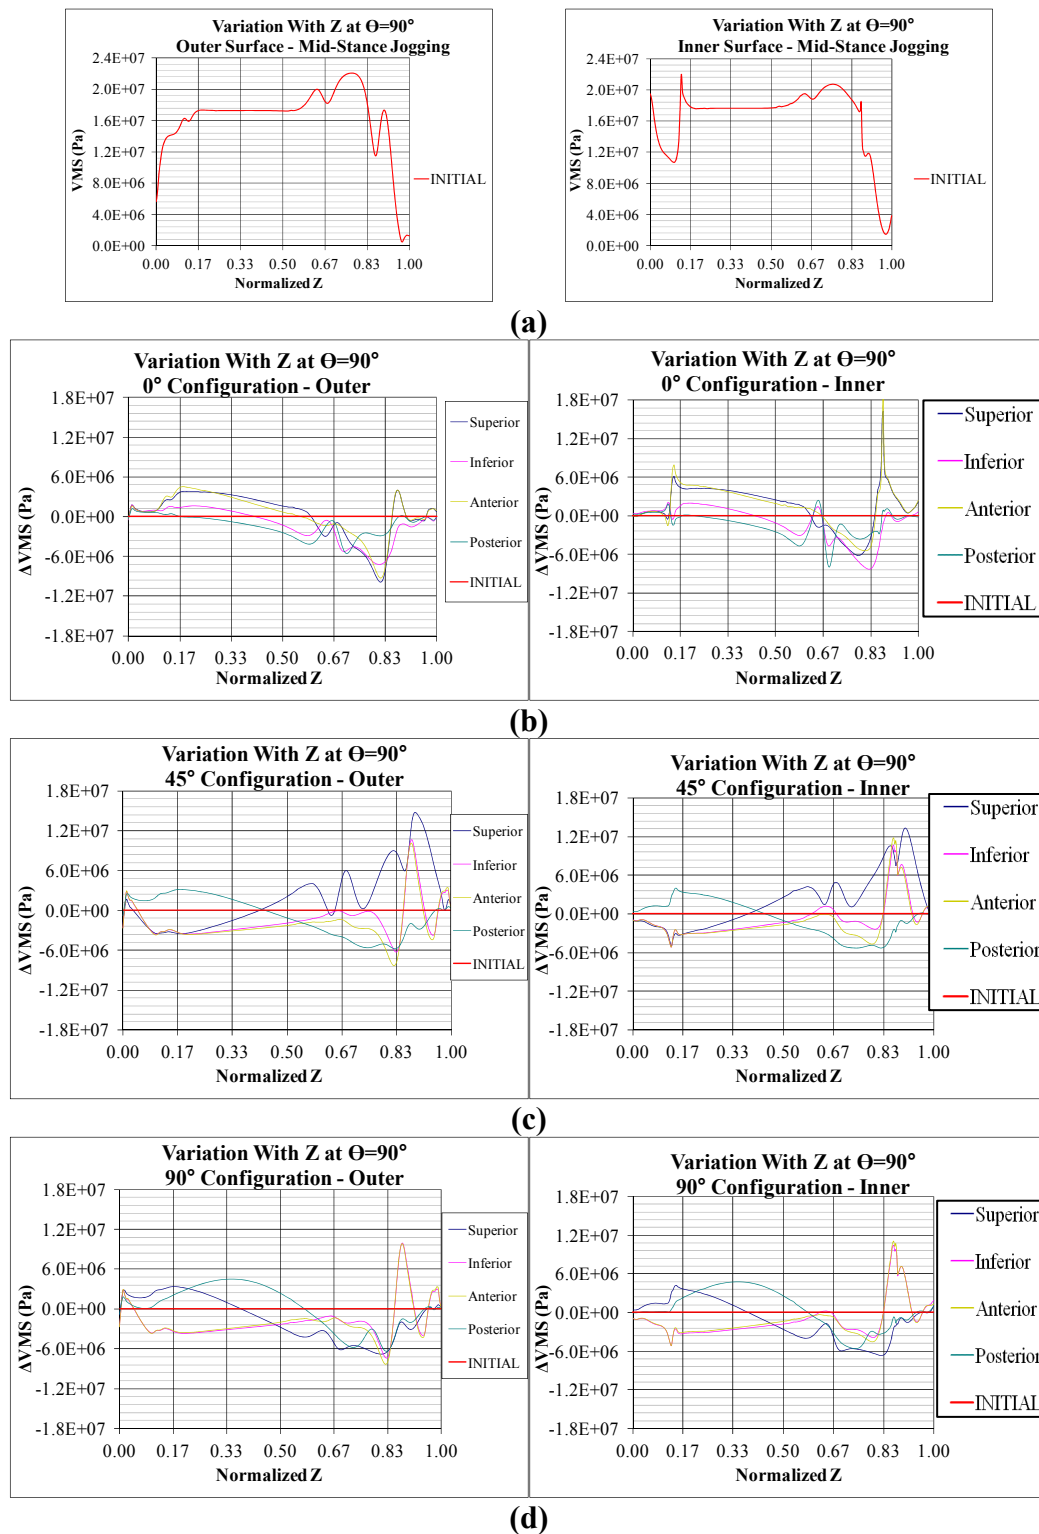 Variation With Z at Ө=90°
Outer Surface - Mid-Stance Jogging
VMS (Pa)
2.4E+07
2.0E+07
1.6E+07
1.2E+07
8.0E+06
4.0E+06
0.0E+00
0.00 0.17 0.33 0.50 0.67 0.83 1.00
Normalized Z
INITIAL
Variation With Z at Ө=90°
Inner Surface - Mid-Stance Jogging
VMS (Pa)
2.4E+07
2.0E+07
1.6E+07
1.2E+07
8.0E+06
4.0E+06
0.0E+00
0.00 0.17 0.33 0.50 0.67 0.83 1.00
Normalized Z
INITIAL
(a)
Variation With Z at Ө=90°
0° Configuration - Outer
ΔVMS (Pa)
1.8E+07
1.2E+07
6.0E+06
0.0E+00
-6.0E+06
-1.2E+07
-1.8E+07
0.00 0.17 0.33 0.50 0.67 0.83 1.00
Normalized Z
Superior
Inferior
Anterior
Posterior
INITIAL
Variation With Z at Ө=90°
0° Configuration - Inner
ΔVMS (Pa)
1.8E+07
1.2E+07
6.0E+06
0.0E+00
-6.0E+06
-1.2E+07
-1.8E+07
0.00 0.17 0.33 0.50 0.67 0.83 1.00
Normalized Z
Superior
Inferior
Anterior
Posterior
INITIAL
(b)
Variation With Z at Ө=90°
45° Configuration - Outer
ΔVMS (Pa)
1.8E+07
1.2E+07
6.0E+06
0.0E+00
-6.0E+06
-1.2E+07
-1.8E+07
0.00 0.17 0.33 0.50 0.67 0.83 1.00
Normalized Z
Superior
Inferior
Anterior
Posterior
INITIAL
Variation With Z at Ө=90°
45° Configuration - Inner
ΔVMS (Pa)
1.8E+07
1.2E+07
6.0E+06
0.0E+00
-6.0E+06
-1.2E+07
-1.8E+07
0.00 0.17 0.33 0.50 0.67 0.83 1.00
Normalized Z
Superior
Inferior
Anterior
Posterior
INITIAL
(c)
Variation With Z at Ө=90°
90° Configuration - Outer
ΔVMS (Pa)
1.8E+07
1.2E+07
6.0E+06
0.0E+00
-6.0E+06
-1.2E+07
-1.8E+07
0.00 0.17 0.33 0.50 0.67 0.83 1.00
Normalized Z
Superior
Inferior
Anterior
Posterior
INITIAL
Variation With Z at Ө=90°
90° Configuration - Inner
ΔVMS (Pa)
1.8E+07
1.2E+07
6.0E+06
0.0E+00
-6.0E+06
-1.2E+07
-1.8E+07
0.00 0.17 0.33 0.50 0.67 0.83 1.00
Normalized Z
Superior
Inferior
Anterior
Posterior
INITIAL
(d)